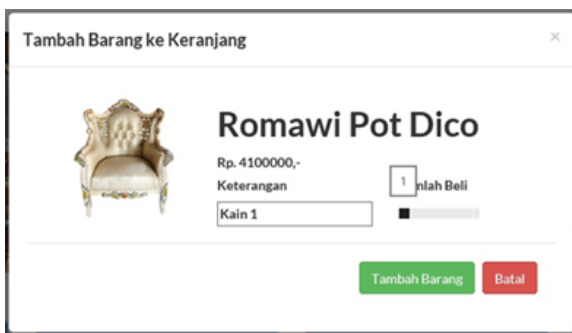 Tambah Barang ke Keranjang
×
Romawi Pot Dico
Rp. 4100000,-
Keterangan
1 nlah Beli
Kain 1
Tambah Barang Batal